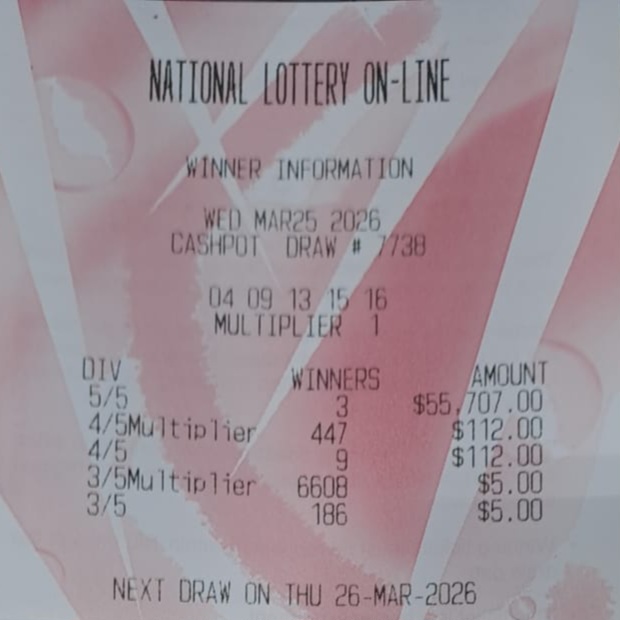 NATIONAL LOTTERY ON-LINE
WINNER INFORMATION
WED MAR25 2026
CASHPOT DRAW # 7738
04 09 13 15 16
MULTIPLIER 1
DIV WINNERS AMOUNT
5/5 3 $55,707.00
4/5Multiplier 447 $112.00
4/5 9 $112.00
3/5Multiplier 6608 $5.00
3/5 186 $5.00
NEXT DRAW ON THU 26-MAR-2026